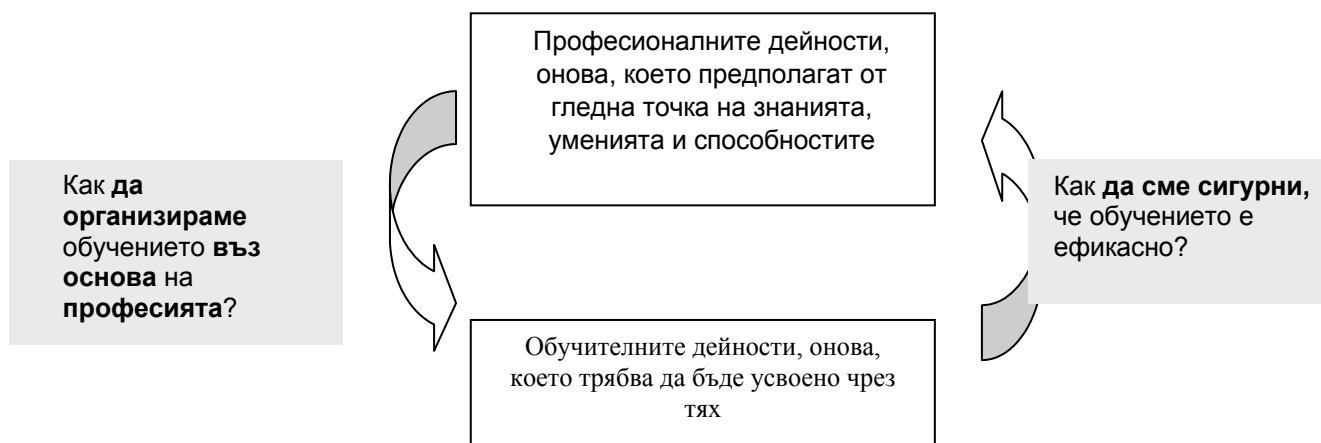 Професионалните дейности,
онова, което предполагат от
гледна точка на знанията,
уменията и способностите
Как да
организираме
обучението въз
основа на
професията?
Как да сме сигурни,
че обучението е
ефикасно?
Обучителните дейности, онова,
което трябва да бъде усвоено чрез
тях